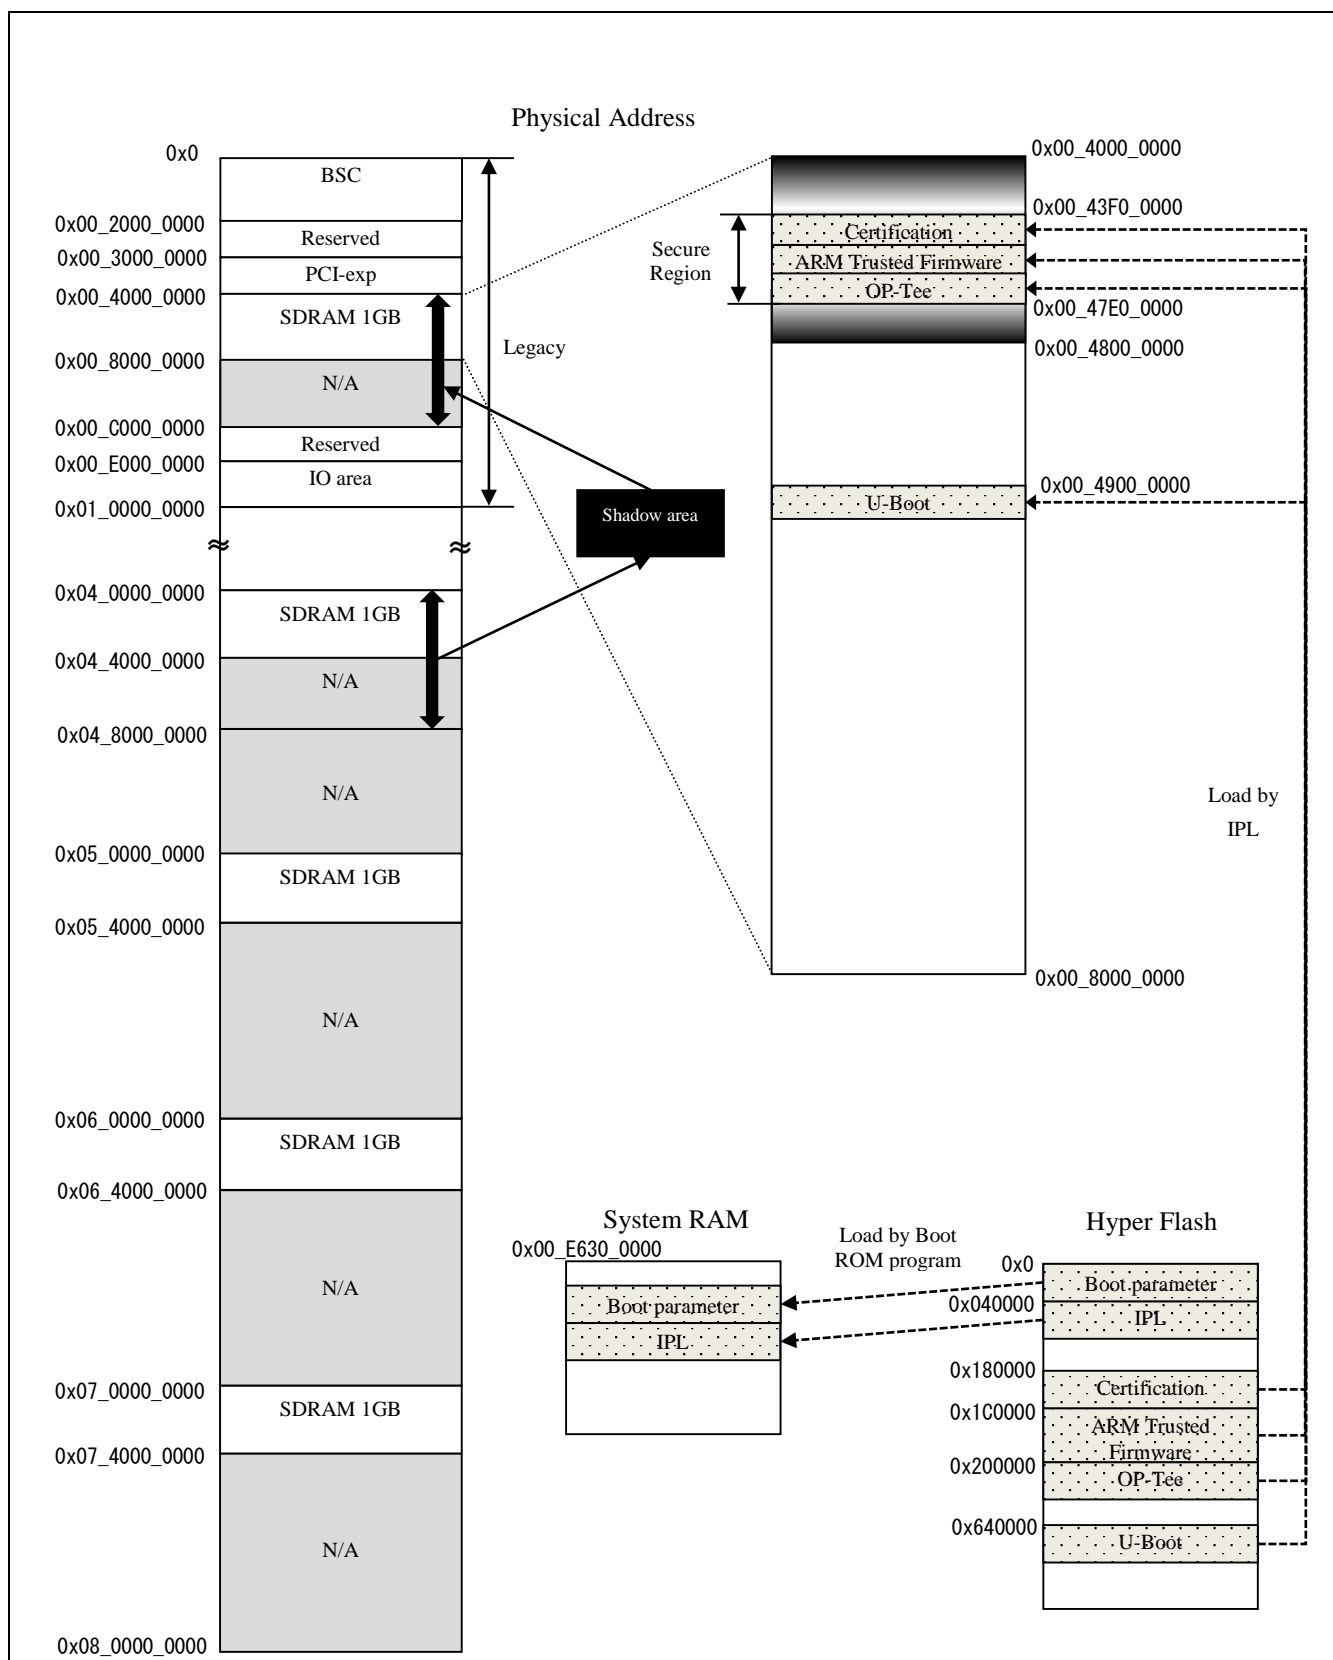 Physical Address
0x0
BSC
0x00_2000_0000
Reserved
0x00_3000_0000
PCI-exp
0x00_4000_0000
SDRAM 1GB
0x00_8000_0000
N/A
0x00_C000_0000
Reserved
0x00_E000_0000
IO area
0x01_0000_0000
Legacy
Shadow area
0x04_0000_0000
SDRAM 1GB
0x04_4000_0000
N/A
0x04_8000_0000
N/A
0x05_0000_0000
SDRAM 1GB
0x05_4000_0000
N/A
0x06_0000_0000
SDRAM 1GB
0x06_4000_0000
N/A
0x07_0000_0000
SDRAM 1GB
0x07_4000_0000
N/A
0x08_0000_0000
0x00_4000_0000
0x00_43F0_0000
Secure
Region
Certification
ARM Trusted Firmware
OP-Tee
0x00_47E0_0000
0x00_4800_0000
0x00_4900_0000
U-Boot
0x00_8000_0000
Load by
IPL
System RAM
0x00_E630_0000
Boot parameter
IPL
Load by Boot
ROM program
Hyper Flash
0x0
Boot parameter
0x040000
IPL
0x180000
Certification
0x1C0000
ARM Trusted
Firmware
0x200000
OP-Tee
0x640000
U-Boot